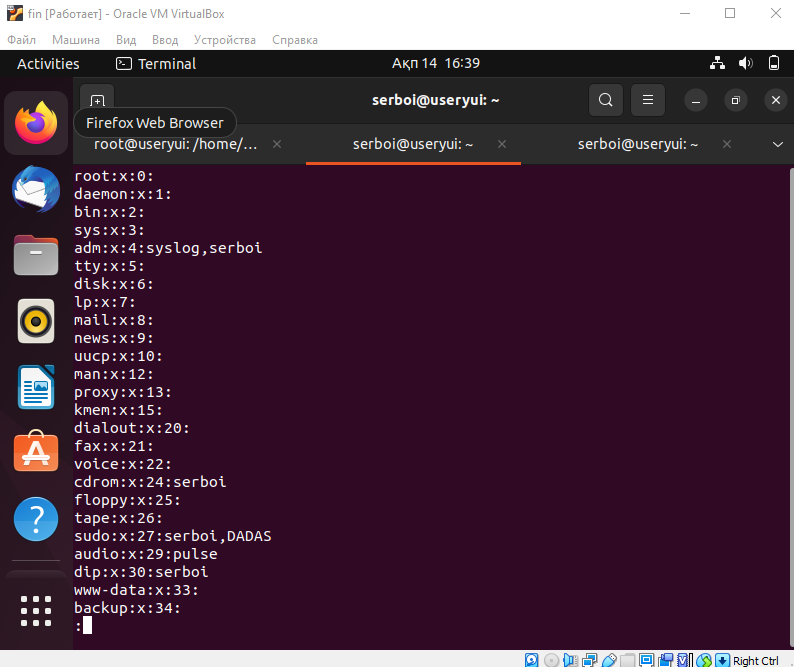 fin [Работает] - Oracle VM VirtualBox
Файл Машина Вид Ввод Устройства Справка
Activities Terminal Ақп 14 16:39
serboi@useryui: ~
Firefox Web Browser
root@useryui: /home/... serboi@useryui: ~ serboi@useryui: ~
root:x:0:
daemon:x:1:
bin:x:2:
sys:x:3:
adm:x:4:syslog,serboi
tty:x:5:
disk:x:6:
lp:x:7:
mail:x:8:
news:x:9:
uucp:x:10:
man:x:12:
proxy:x:13:
kmem:x:15:
dialout:x:20:
fax:x:21:
voice:x:22:
cdrom:x:24:serboi
floppy:x:25:
tape:x:26:
sudo:x:27:serboi,DADAS
audio:x:29:pulse
dip:x:30:serboi
www-data:x:33:
backup:x:34:
:
Right Ctrl